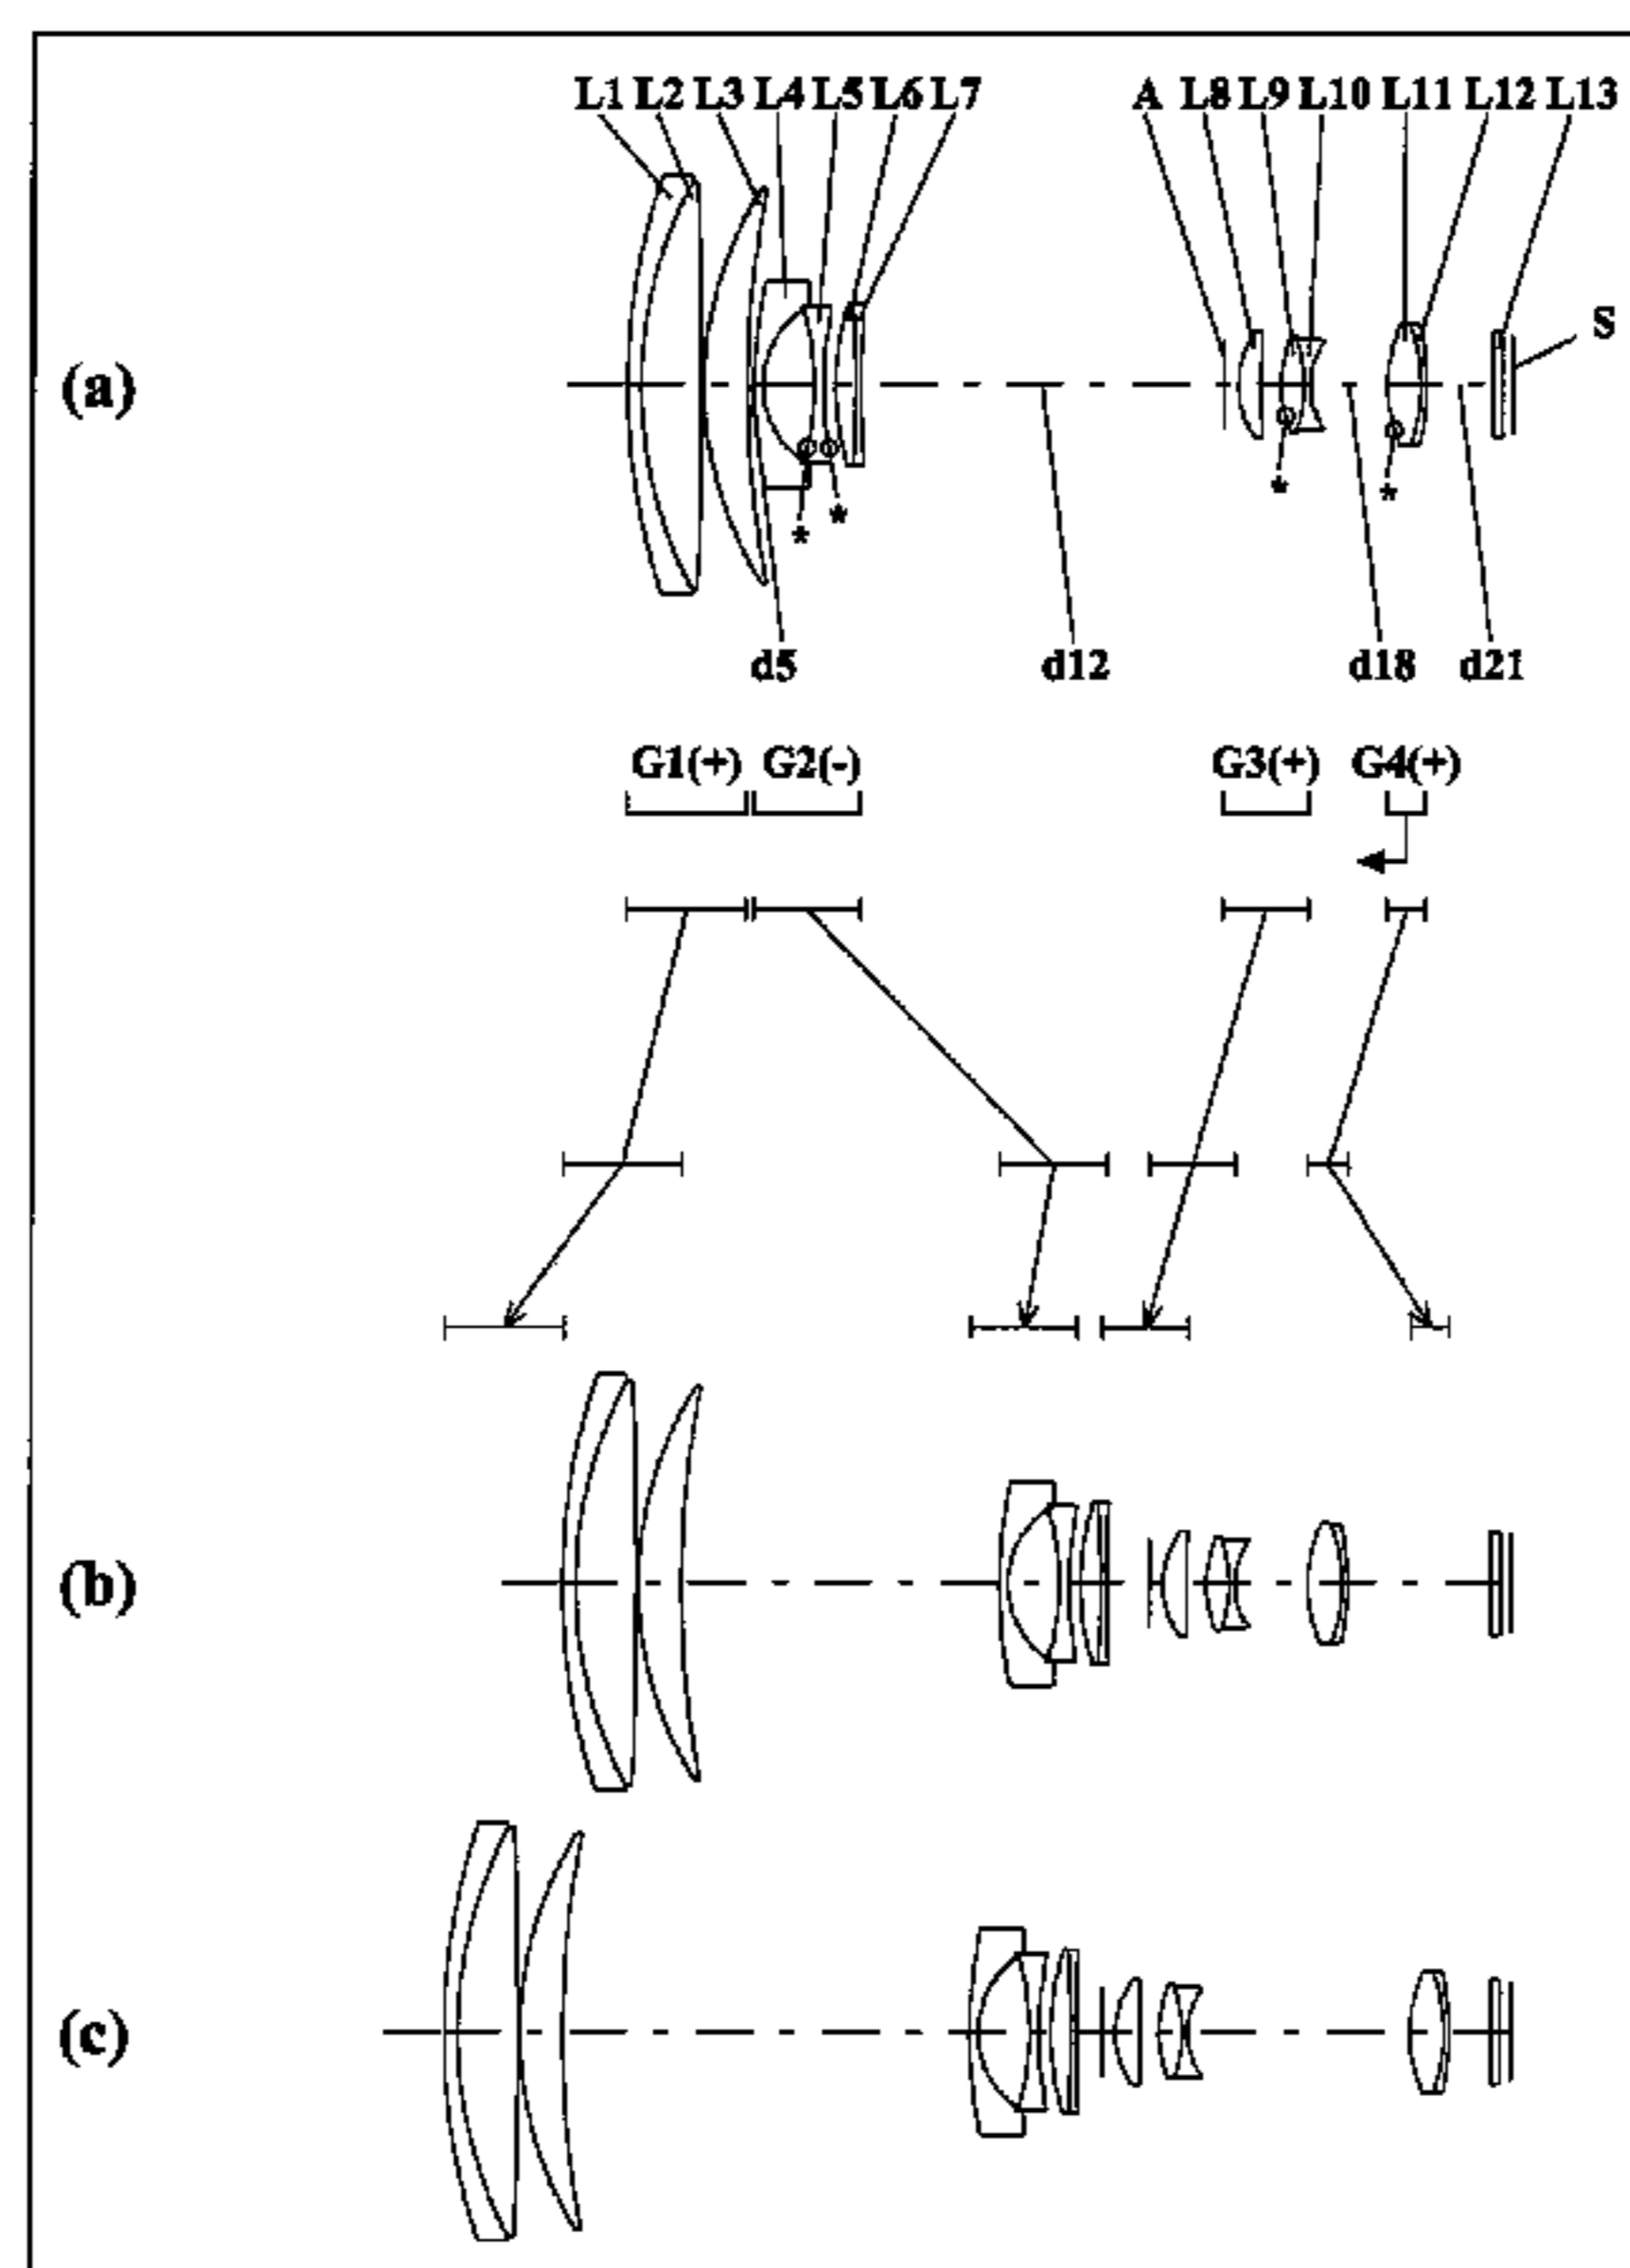 L1 L2 L3 L4 L5 L6 L7 A L8 L9 L10 L11 L12 L13
S
(a)
* * * *
d5 d12 d18 d21
G1(+) G2(-) G3(+) G4(+)
(b)
(c)